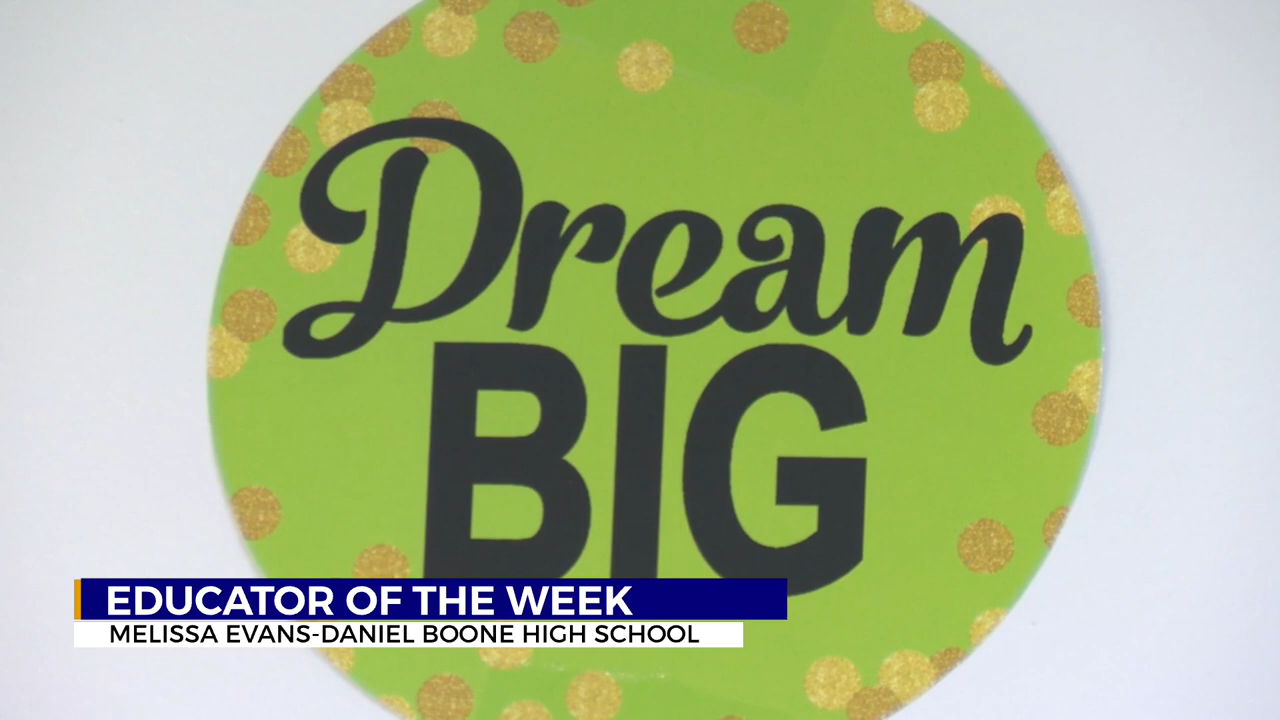 Dream
BIG
EDUCATOR OF THE WEEK
MELISSA EVANS-DANIEL BOONE HIGH SCHOOL